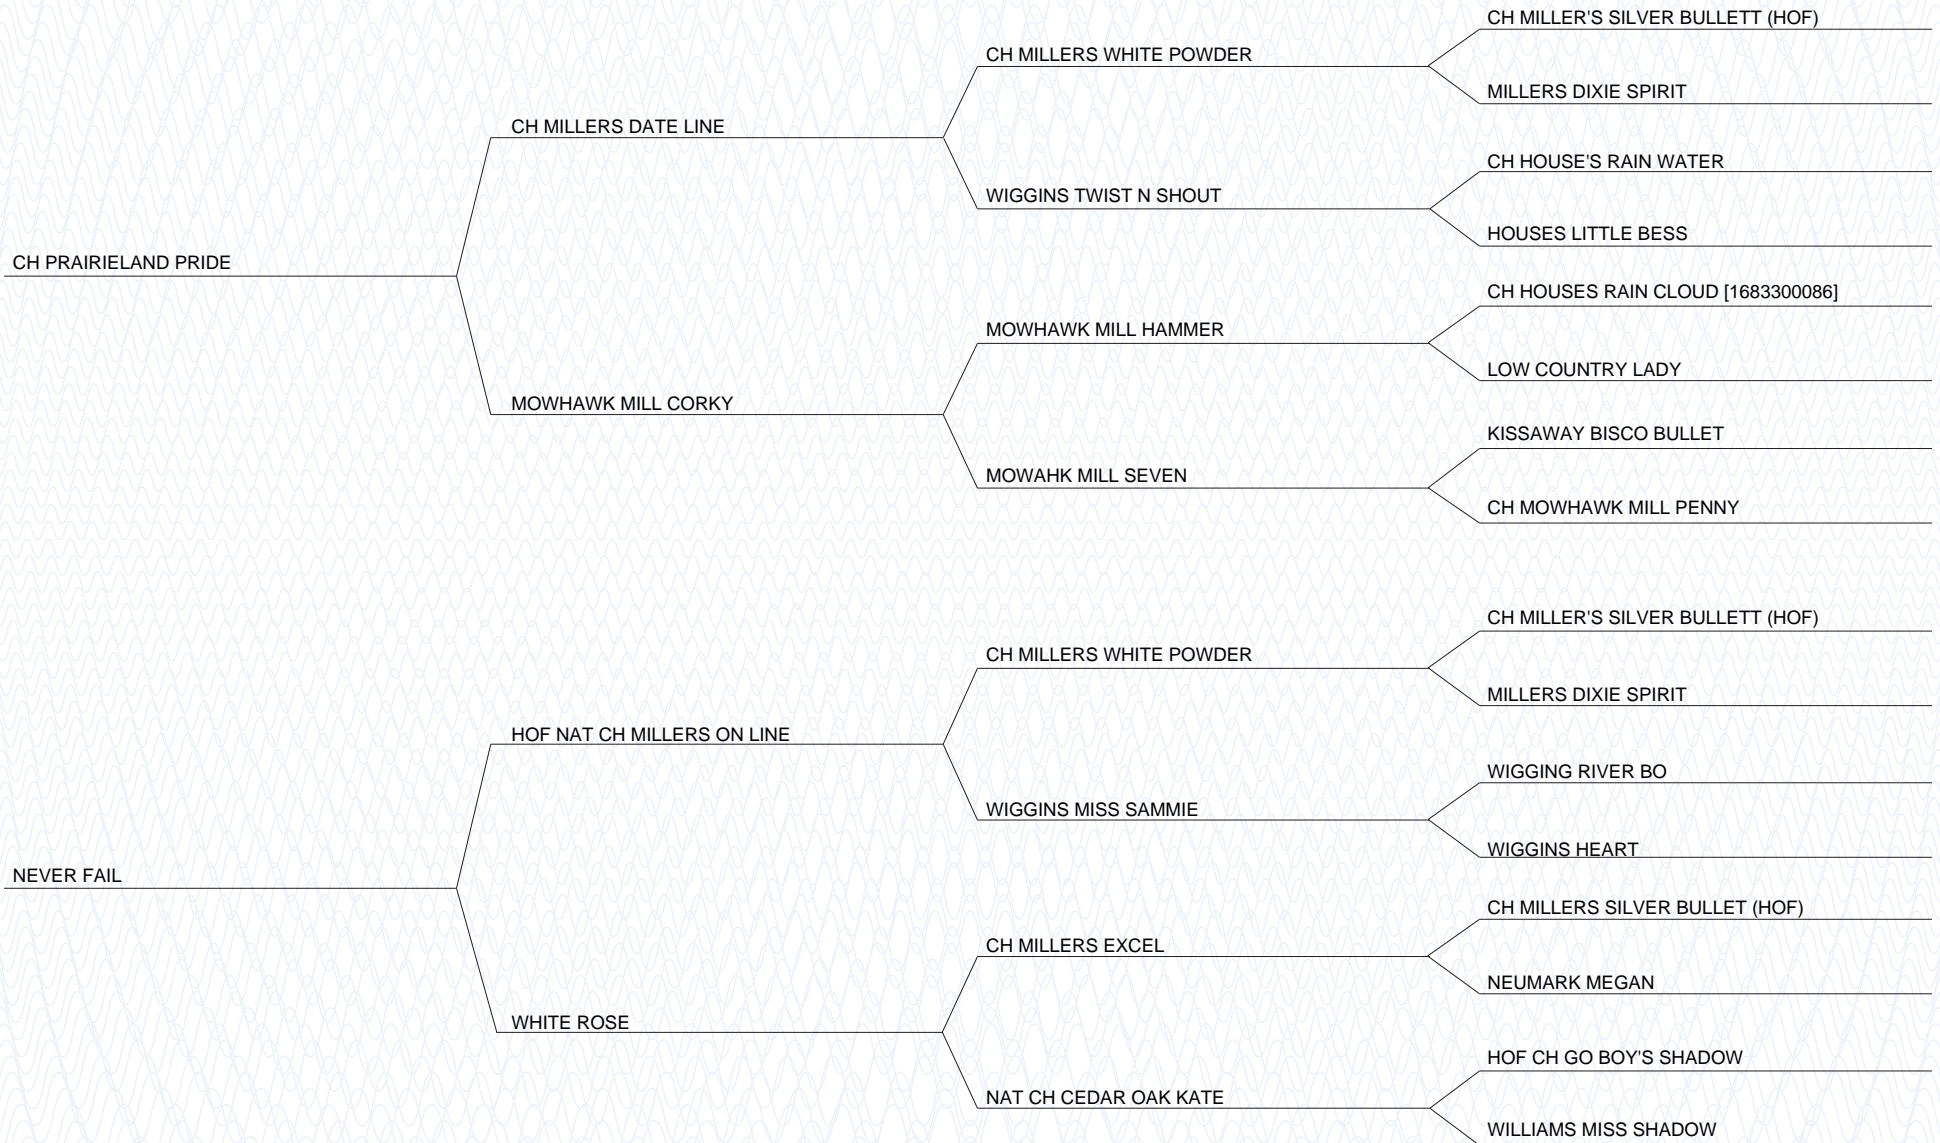 CH MILLER'S SILVER BULLETT (HOF)
CH MILLERS WHITE POWDER
MILLERS DIXIE SPIRIT
CH MILLERS DATE LINE
CH HOUSE'S RAIN WATER
WIGGINS TWIST N SHOUT
HOUSES LITTLE BESS
CH PRAIRIELAND PRIDE
CH HOUSES RAIN CLOUD [1683300086]
MOWHAWK MILL HAMMER
LOW COUNTRY LADY
MOWHAWK MILL CORKY
KISSAWAY BISCO BULLET
MOWAHK MILL SEVEN
CH MOWHAWK MILL PENNY
CH MILLER'S SILVER BULLETT (HOF)
CH MILLERS WHITE POWDER
MILLERS DIXIE SPIRIT
HOF NAT CH MILLERS ON LINE
WIGGING RIVER BO
WIGGINS MISS SAMMIE
WIGGINS HEART
NEVER FAIL
CH MILLERS SILVER BULLET (HOF)
CH MILLERS EXCEL
NEUMARK MEGAN
WHITE ROSE
HOF CH GO BOY'S SHADOW
NAT CH CEDAR OAK KATE
WILLIAMS MISS SHADOW